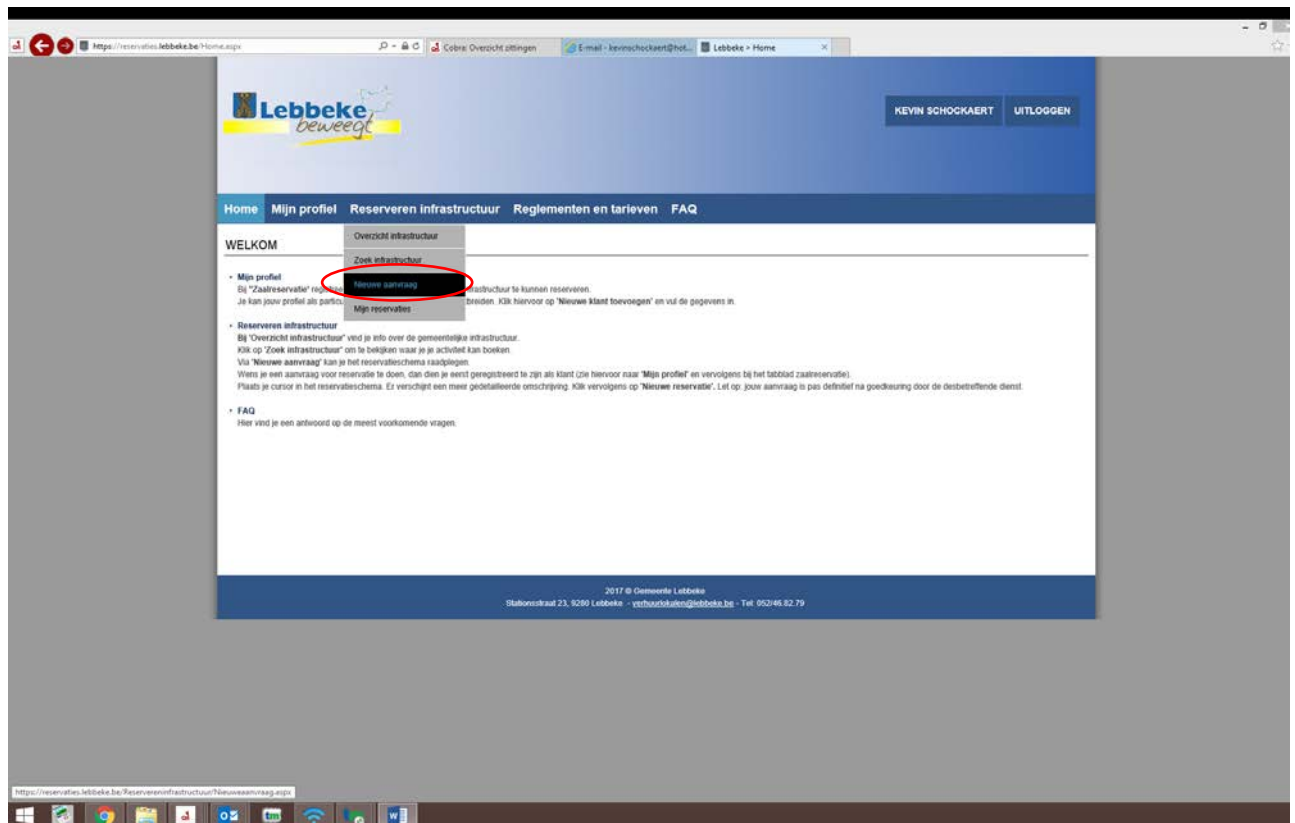 https://reservaties.lebbeke.be/Home.aspx
Cobra: Overzicht zittingen
E-mail - kevinschockaert@hot...
Lebbeke > Home
Lebbeke
beweegt
KEVIN SCHOCKAERT
UITLOGGEN
Home Mijn profiel Reserveren infrastructuur Reglementen en tarieven FAQ
Overzicht infrastructuur
Zoek infrastructuur
Nieuwe aanvraag
Mijn reservaties
WELKOM
• Mijn profiel
Bij "Zaalreservatie" registree rastructuur te kunnen reserveren.
Je kan jouw profiel als particu breiden. Klik hiervoor op 'Nieuwe klant toevoegen' en vul de gegevens in.
• Reserveren infrastructuur
Bij 'Overzicht infrastructuur' vind je info over de gemeentelijke infrastructuur.
Klik op 'Zoek infrastructuur' om te bekijken waar je je activiteit kan boeken.
Via 'Nieuwe aanvraag' kan je het reservatieschema raadplegen.
Wens je een aanvraag voor reservatie te doen, dan dien je eerst geregistreerd te zijn als klant (zie hiervoor naar 'Mijn profiel' en vervolgens bij het tabblad zaalreservatie).
Plaats je cursor in het reservatieschema. Er verschijnt een meer gedetailleerde omschrijving. Klik vervolgens op 'Nieuwe reservatie'. Let op: jouw aanvraag is pas definitief na goedkeuring door de desbetreffende dienst.
• FAQ
Hier vind je een antwoord op de meest voorkomende vragen.
2017 © Gemeente Lebbeke
Stationsstraat 23, 9280 Lebbeke - verhuurlokalen@lebbeke.be - Tel: 052/46.82.79
https://reservaties.lebbeke.be/Reservereninfrastructuur/Nieuweaanvraag.aspx